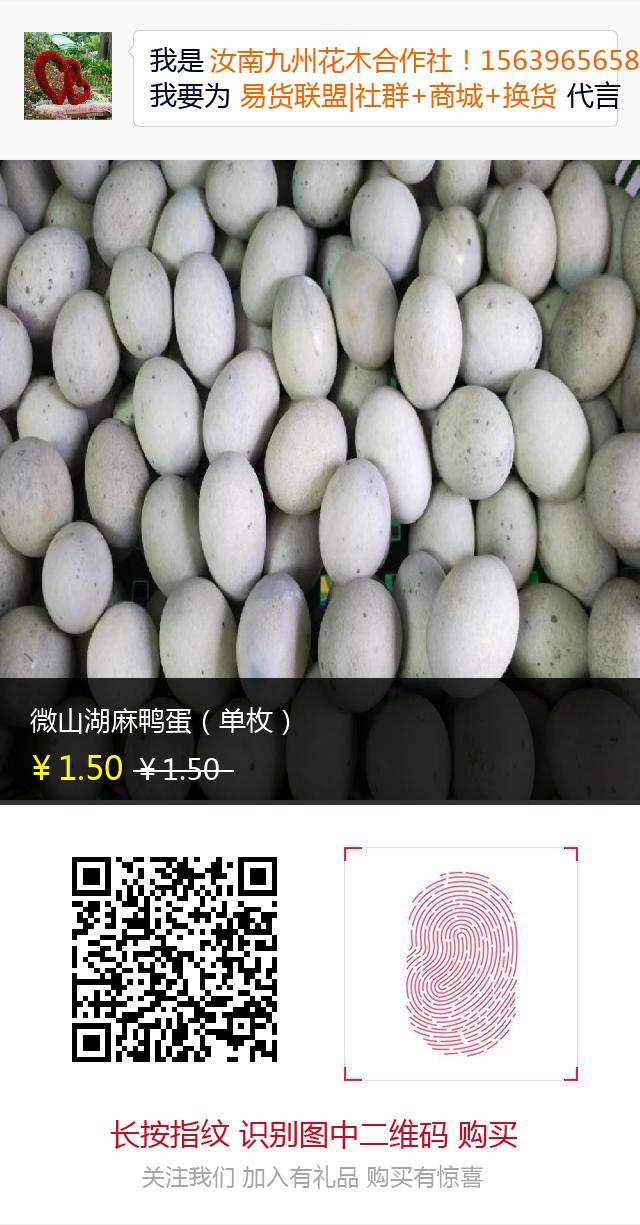 我是 汝南九州花木合作社！1563965658
我要为 易货联盟|社群+商城+换货 代言
微山湖麻鸭蛋（单枚）
￥1.50 ￥1.50
长按指纹 识别图中二维码 购买
关注我们 加入有礼品 购买有惊喜